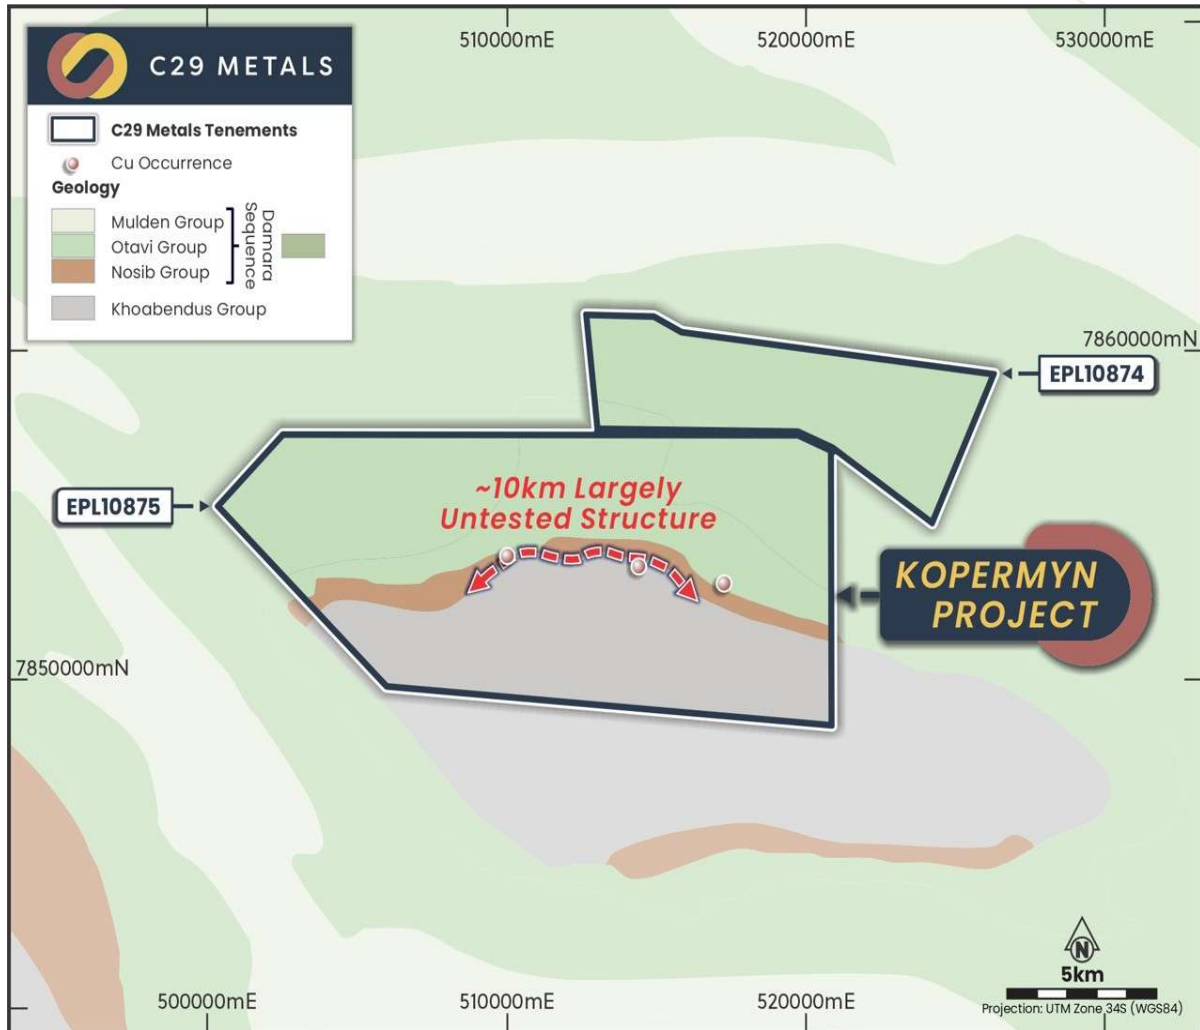 510000mE
520000mE
530000mE
C29 METALS
C29 Metals Tenements
Cu Occurrence
Geology
Mulden Group
Otavi Group
Nosib Group
Damara
Sequence
Khoabendus Group
7860000mN
EPL10874
EPL10875
~10km Largely
Untested Structure
KOPERMYN
PROJECT
7850000mN
N
5km
500000mE
510000mE
520000mE
Projection: UTM Zone 34S (WGS84)